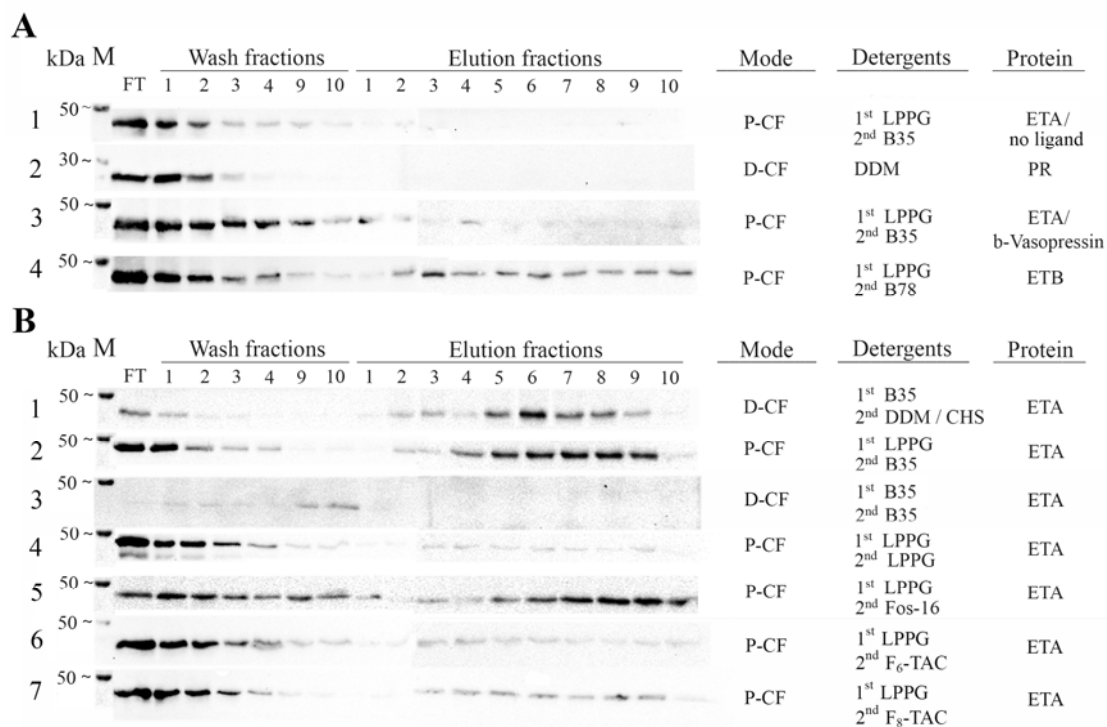 A
kDa M Wash fractions Elution fractions Mode Detergents Protein
FT 1 2 3 4 9 10 1 2 3 4 5 6 7 8 9 10
1 50 ~ P-CF 1st LPPG ETA/
2nd B35 no ligand
2 30 ~ D-CF DDM PR
3 50 ~ P-CF 1st LPPG ETA/
2nd B35 b-Vasopressin
4 50 ~ P-CF 1st LPPG ETB
2nd B78
B
kDa M Wash fractions Elution fractions Mode Detergents Protein
FT 1 2 3 4 9 10 1 2 3 4 5 6 7 8 9 10
1 50 ~ D-CF 1st B35 ETA
2nd DDM / CHS
2 50 ~ P-CF 1st LPPG ETA
2nd B35
3 50 ~ D-CF 1st B35 ETA
2nd B35
4 50 ~ P-CF 1st LPPG ETA
2nd LPPG
5 50 ~ P-CF 1st LPPG ETA
2nd Fos-16
6 50 ~ P-CF 1st LPPG ETA
2nd F6-TAC
7 50 ~ P-CF 1st LPPG ETA
2nd F8-TAC